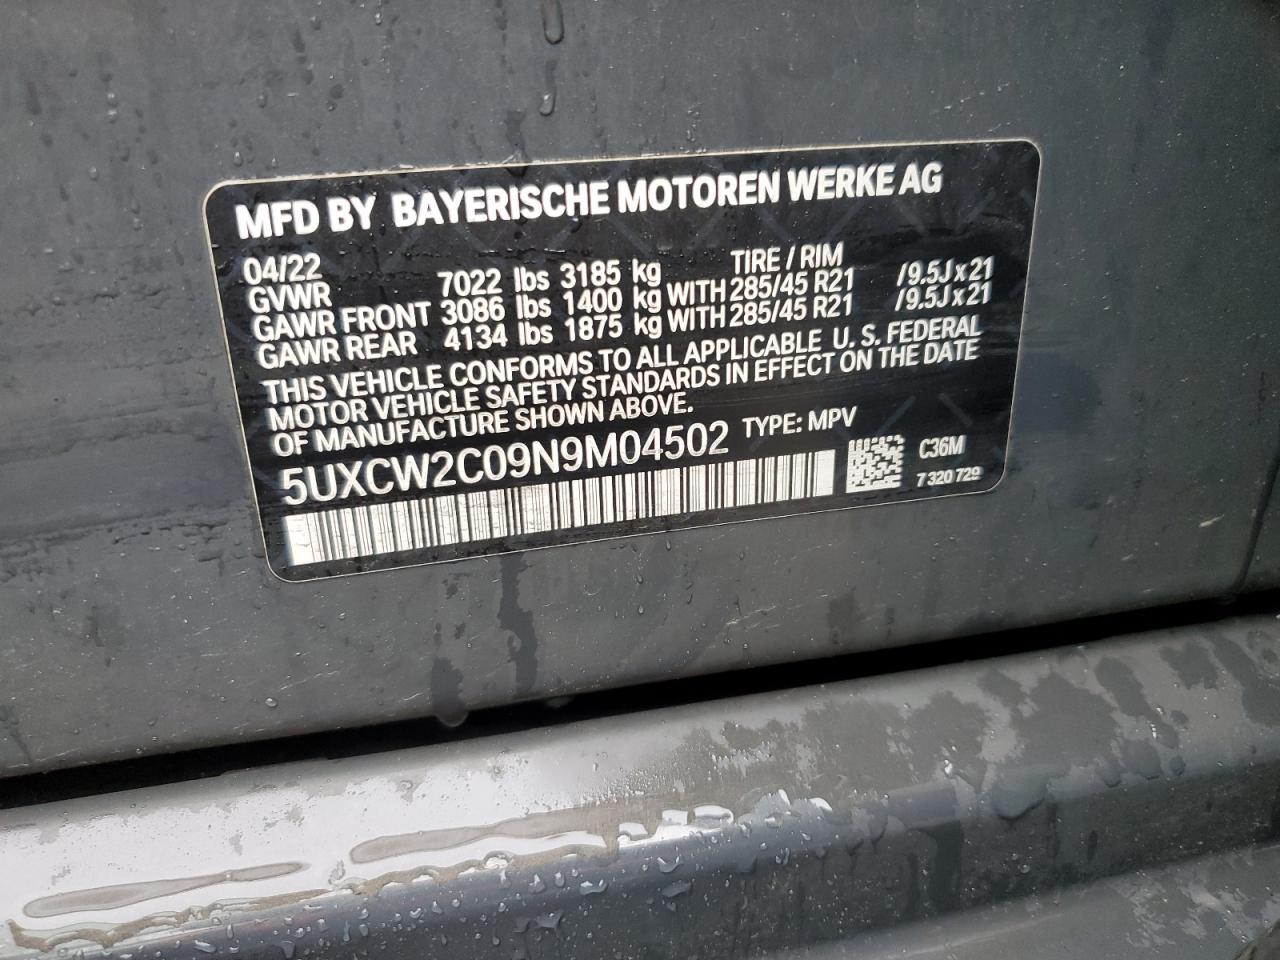 MFD BY BAYERISCHE MOTOREN WERKE AG
04/22 TIRE / RIM
GVWR 7022 lbs 3185 kg
GAWR FRONT 3086 lbs 1400 kg WITH 285/45 R21 /9.5J x 21
GAWR REAR 4134 lbs 1875 kg WITH 285/45 R21 /9.5J x 21
THIS VEHICLE CONFORMS TO ALL APPLICABLE U. S. FEDERAL
MOTOR VEHICLE SAFETY STANDARDS IN EFFECT ON THE DATE
OF MANUFACTURE SHOWN ABOVE.
5UXCW2C09N9M04502 TYPE: MPV
C36M
7 320 729